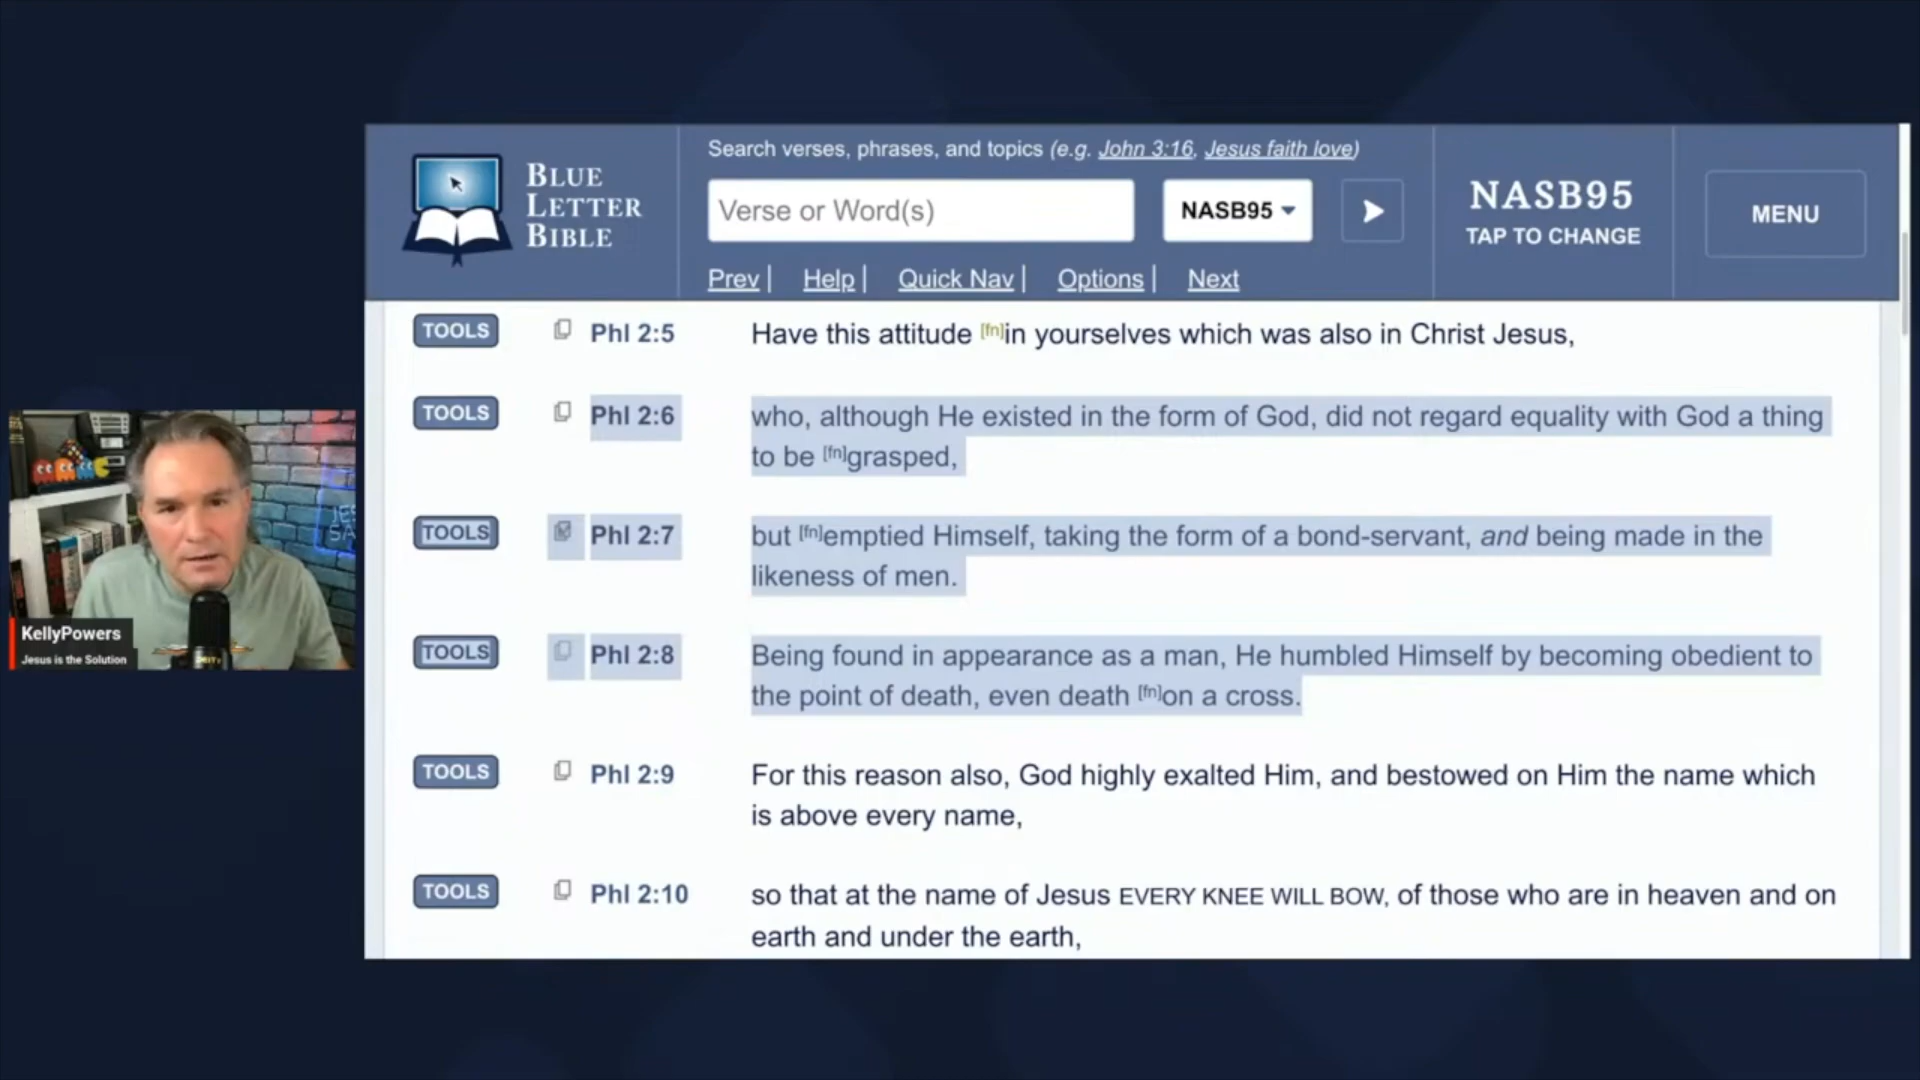 Search verses, phrases, and topics (e.g. John 3:16, Jesus faith love)
BLUE
LETTER
BIBLE
Verse or Word(s)
NASB95
NASB95
TAP TO CHANGE
MENU
Prev | Help | Quick Nav | Options | Next
TOOLS Phl 2:5 Have this attitude [fn]in yourselves which was also in Christ Jesus,
TOOLS Phl 2:6 who, although He existed in the form of God, did not regard equality with God a thing
to be [fn]grasped,
TOOLS Phl 2:7 but [fn]emptied Himself, taking the form of a bond-servant, and being made in the
likeness of men.
TOOLS Phl 2:8 Being found in appearance as a man, He humbled Himself by becoming obedient to
the point of death, even death [fn]on a cross.
TOOLS Phl 2:9 For this reason also, God highly exalted Him, and bestowed on Him the name which
is above every name,
TOOLS Phl 2:10 so that at the name of Jesus EVERY KNEE WILL BOW, of those who are in heaven and on
earth and under the earth,
KellyPowers
Jesus is the Solution